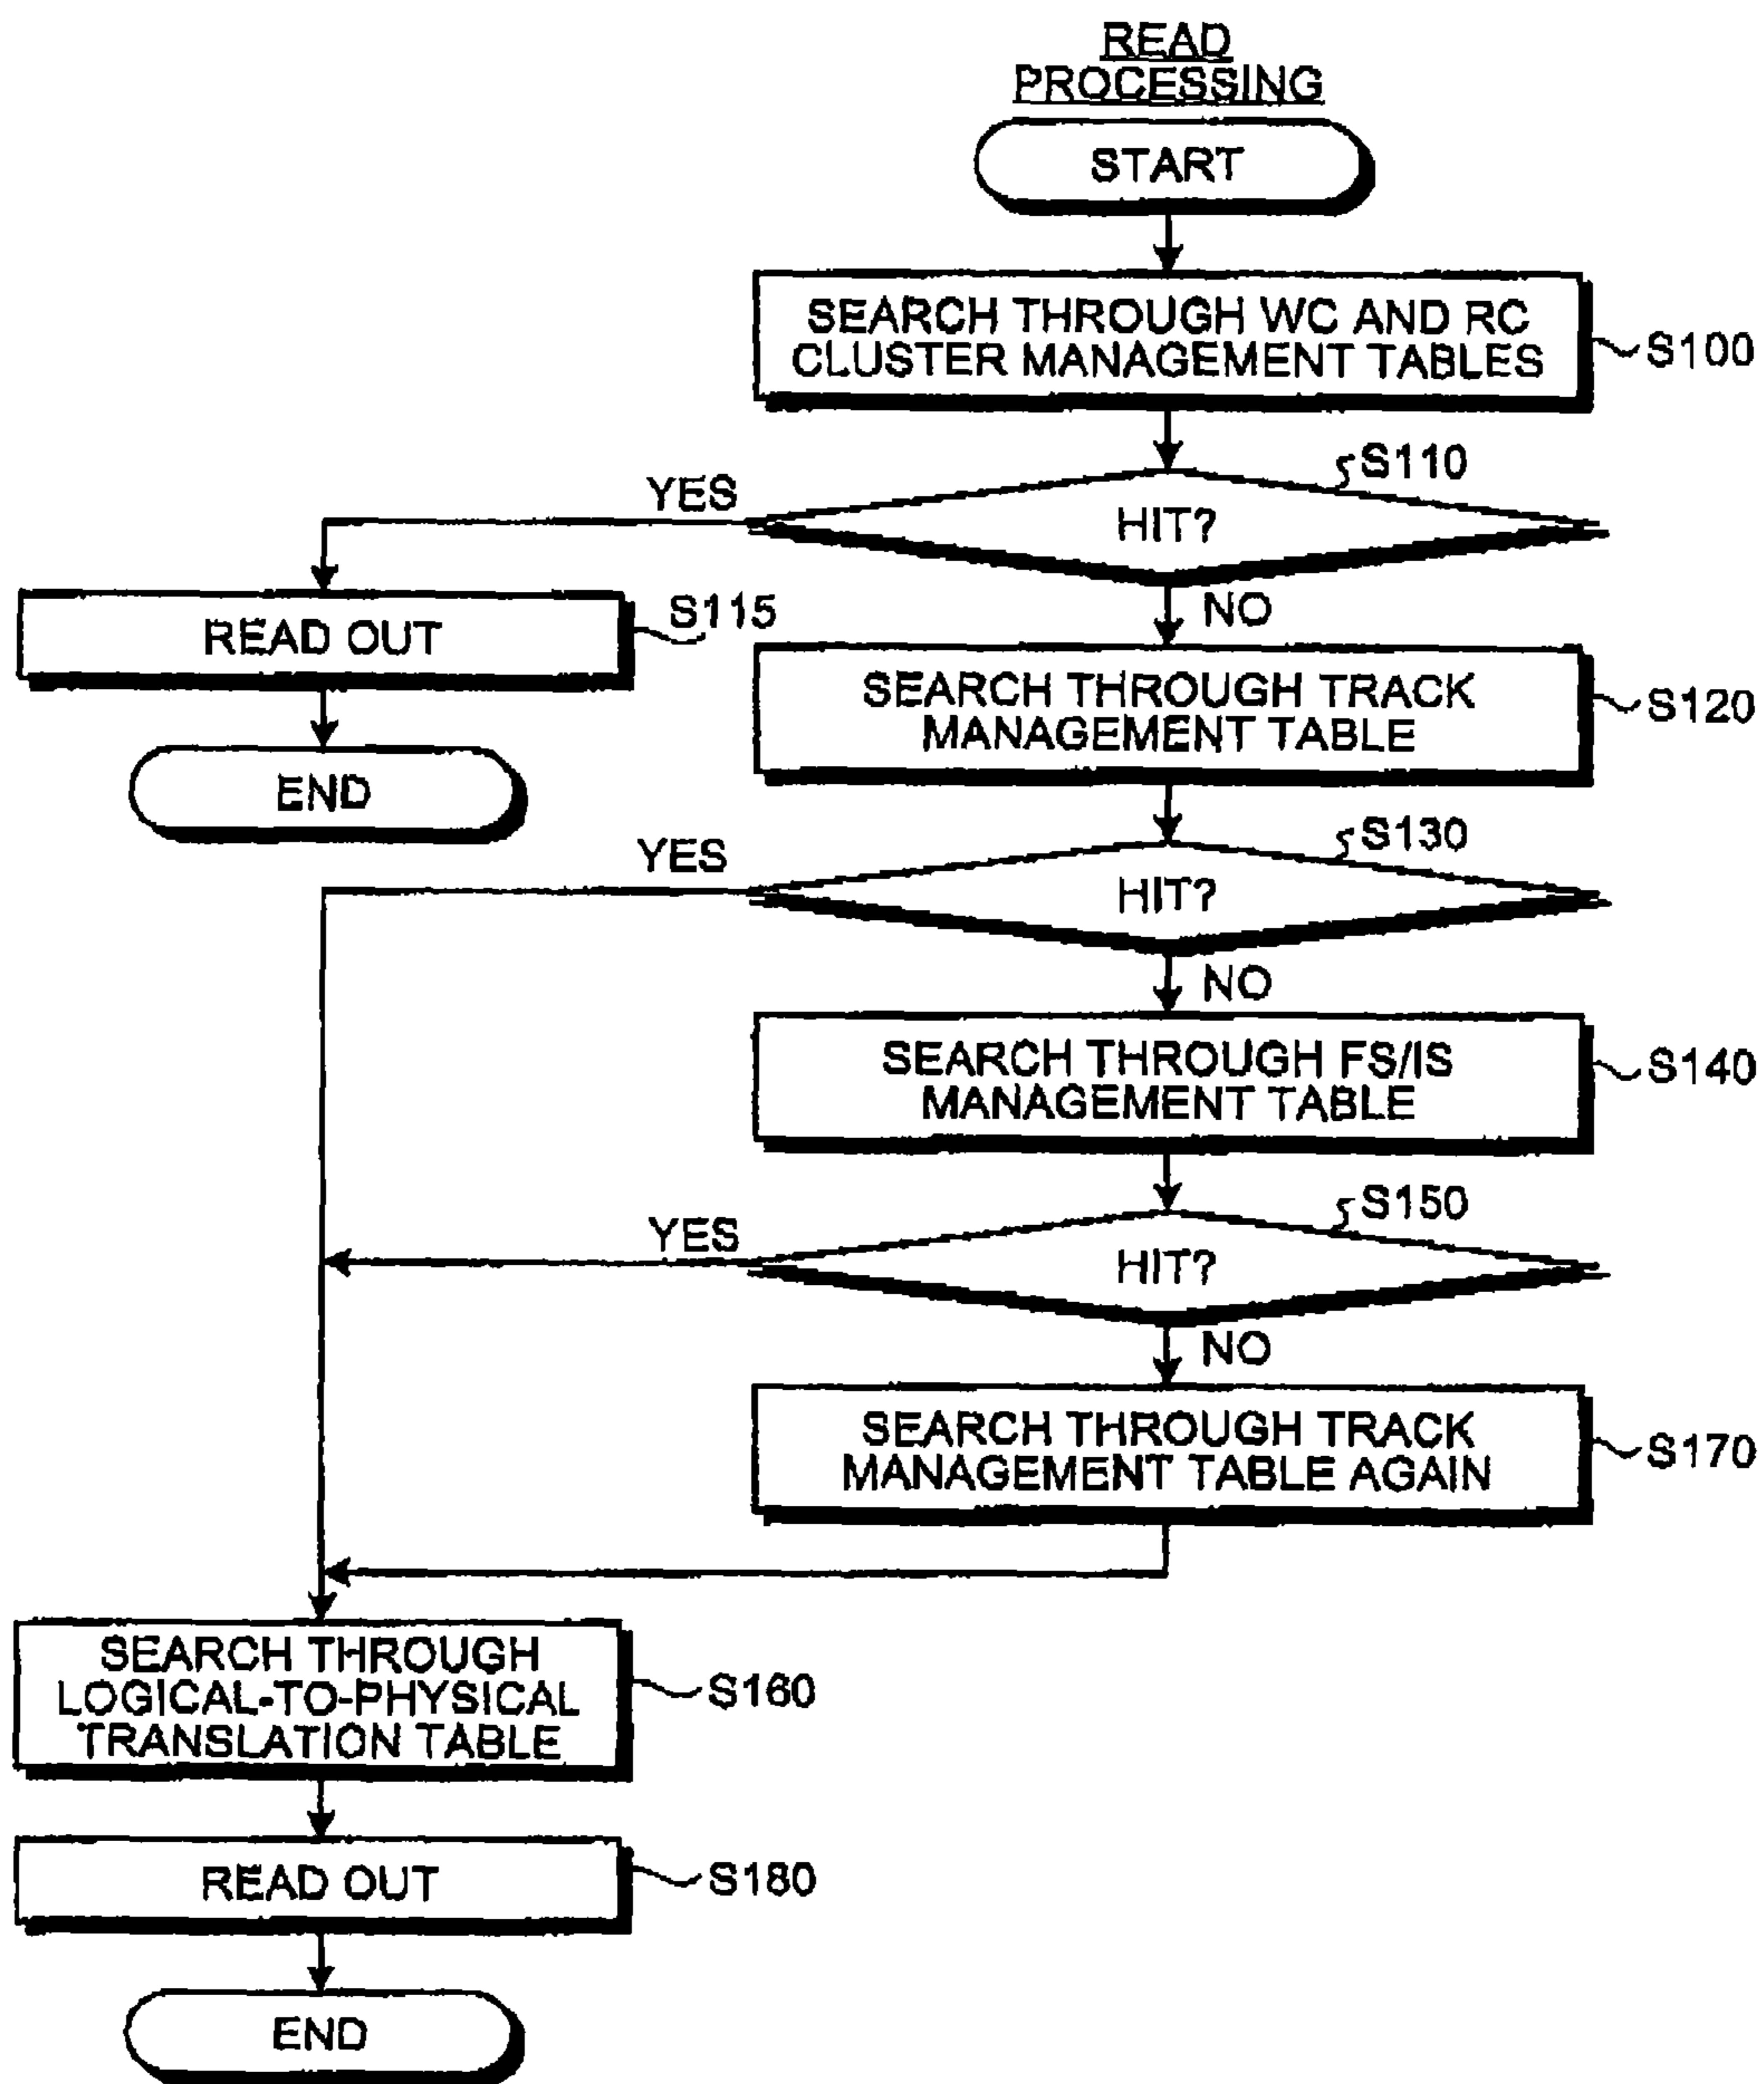 READ
PROCESSING
START
SEARCH THROUGH WC AND RC
CLUSTER MANAGEMENT TABLES
S100
S110
YES
HIT?
NO
READ OUT
S115
END
SEARCH THROUGH TRACK
MANAGEMENT TABLE
S120
S130
YES
HIT?
NO
SEARCH THROUGH FS/IS
MANAGEMENT TABLE
S140
S150
YES
HIT?
NO
SEARCH THROUGH TRACK
MANAGEMENT TABLE AGAIN
S170
SEARCH THROUGH
LOGICAL-TO-PHYSICAL
TRANSLATION TABLE
S160
READ OUT
S180
END